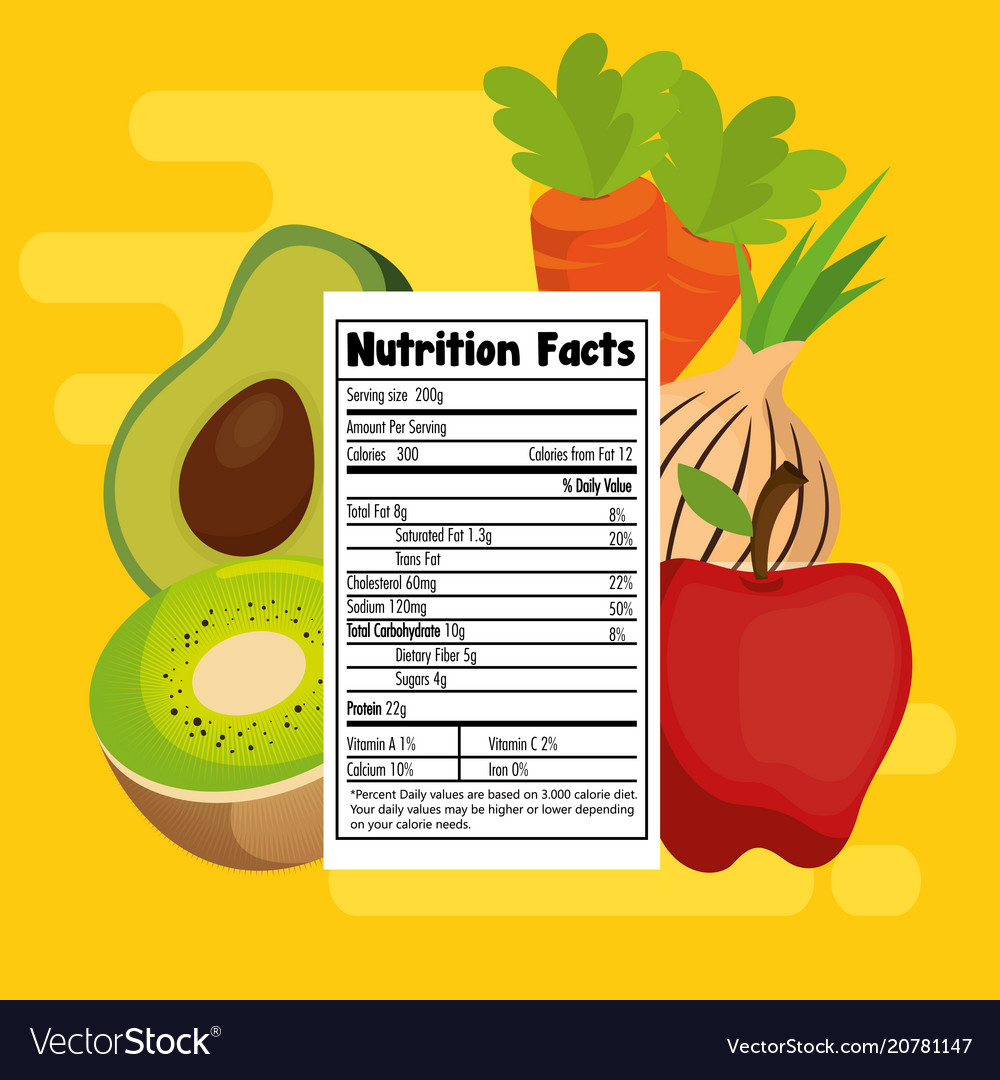 Nutrition Facts
Serving size 200g
Amount Per Serving
Calories 300 Calories from Fat 12
% Daily Value
Total Fat 8g 8%
Saturated Fat 1.3g 20%
Trans Fat
Cholesterol 60mg 22%
Sodium 120mg 50%
Total Carbohydrate 10g 8%
Dietary Fiber 5g
Sugars 4g
Protein 22g
Vitamin A 1% Vitamin C 2%
Calcium 10% Iron 0%
*Percent Daily values are based on 3.000 calorie diet.
Your daily values may be higher or lower depending
on your calorie needs.
VectorStock® VectorStock.com/20781147